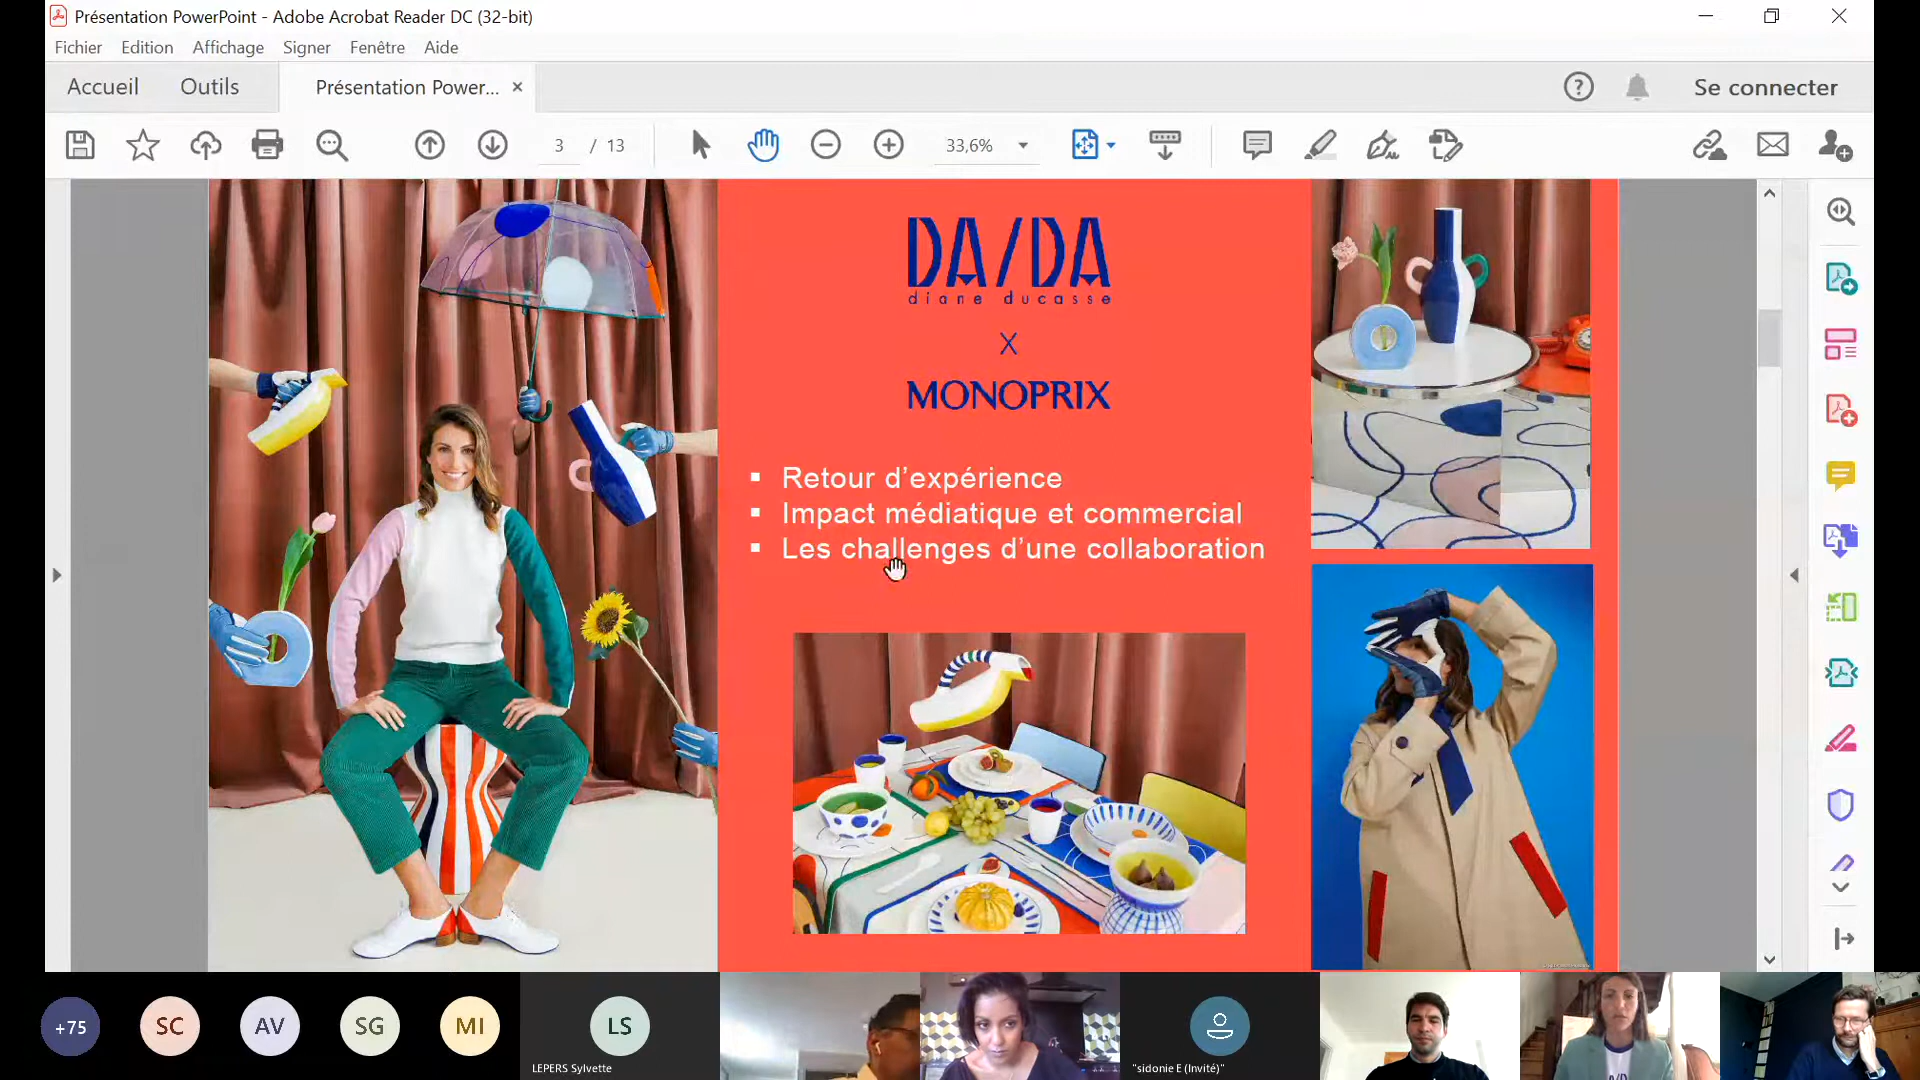 Présentation PowerPoint - Adobe Acrobat Reader DC (32-bit)
Fichier Edition Affichage Signer Fenêtre Aide
Accueil Outils Présentation Power... × Se connecter
3 / 13 33,6%
DA/DA
diane ducasse
X
MONOPRIX
▪ Retour d’expérience
▪ Impact médiatique et commercial
▪ Les challenges d’une collaboration
+75 SC AV SG MI LS
LEPERS Sylvette
"sidonie E (Invité)"